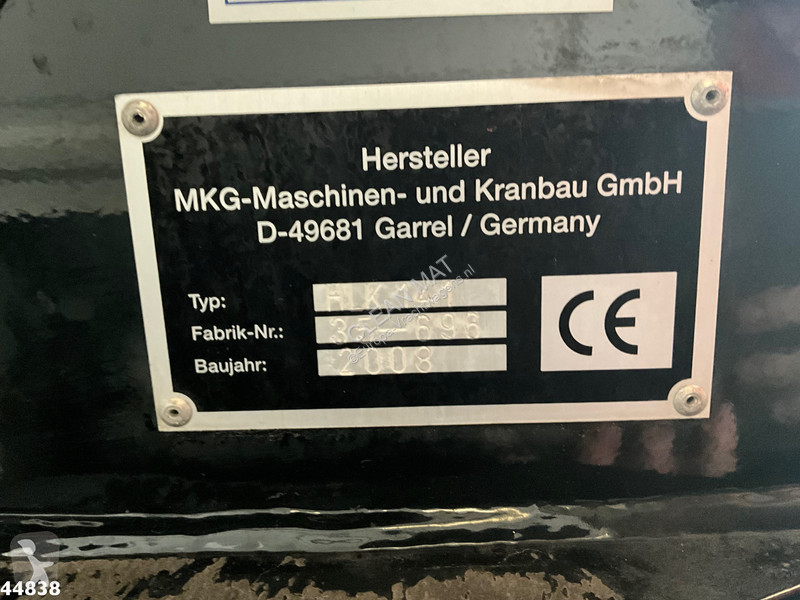 Hersteller
MKG-Maschinen- und Kranbau GmbH
D-49681 Garrel / Germany
Typ:
Fabrik-Nr.:
Baujahr: 2008
CE
44838